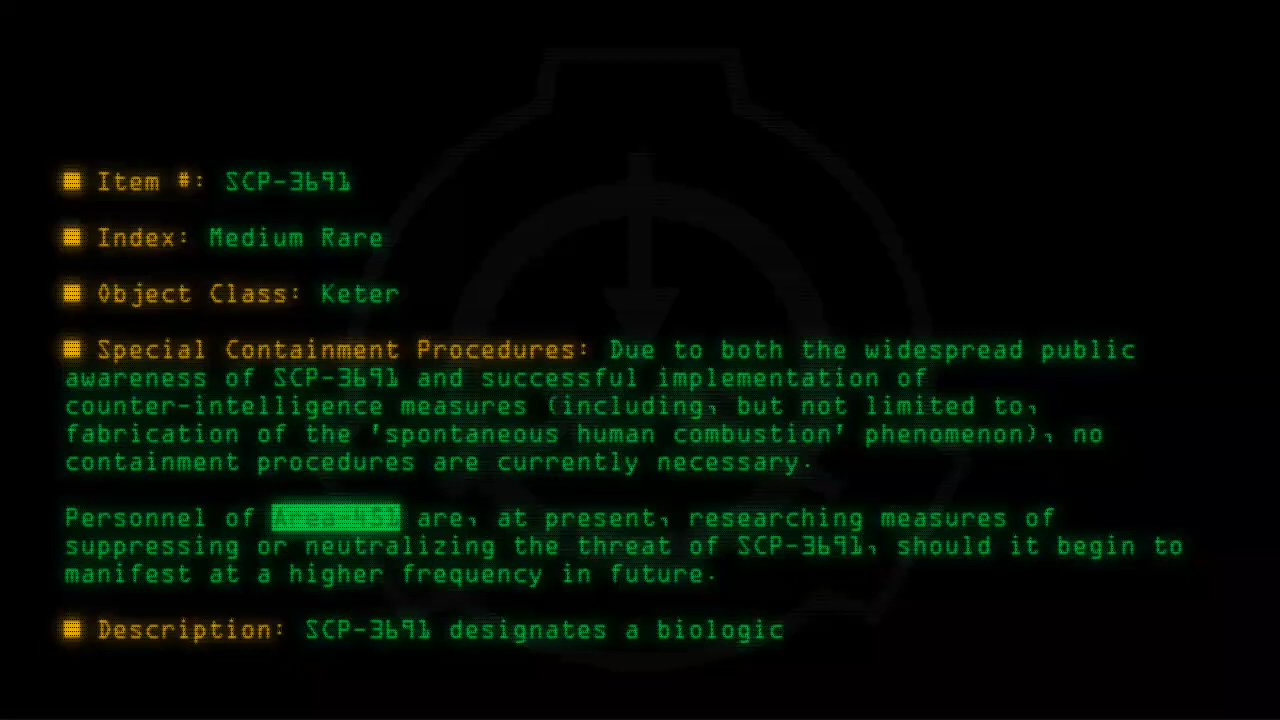 Item #: SCP-3691
Index: Medium Rare
Object Class: Keter
Special Containment Procedures: Due to both the widespread public
awareness of SCP-3691 and successful implementation of
counter-intelligence measures (including, but not limited to,
fabrication of the 'spontaneous human combustion' phenomenon), no
containment procedures are currently necessary.
Personnel of are, at present, researching measures of
suppressing or neutralizing the threat of SCP-3691, should it begin to
manifest at a higher frequency in future.
Description: SCP-3691 designates a biologic